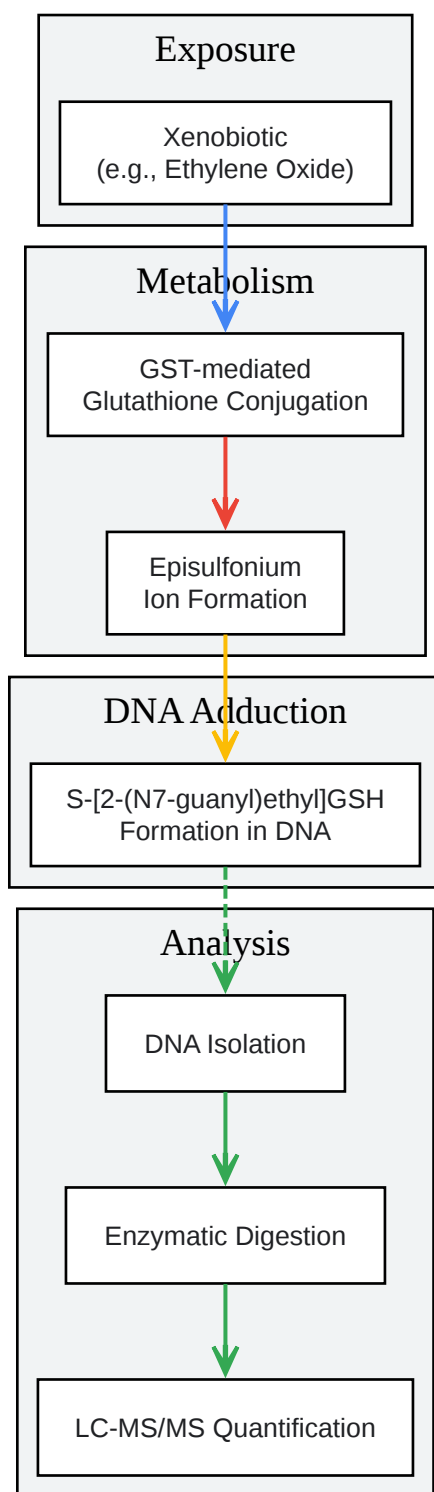 Exposure
Xenobiotic
(e.g., Ethylene Oxide)
Metabolism
GST-mediated
Glutathione Conjugation
Episulfonium
Ion Formation
DNA Adduction
S-[2-(N7-guanyl)ethyl]GSH
Formation in DNA
Analysis
DNA Isolation
Enzymatic Digestion
LC-MS/MS Quantification